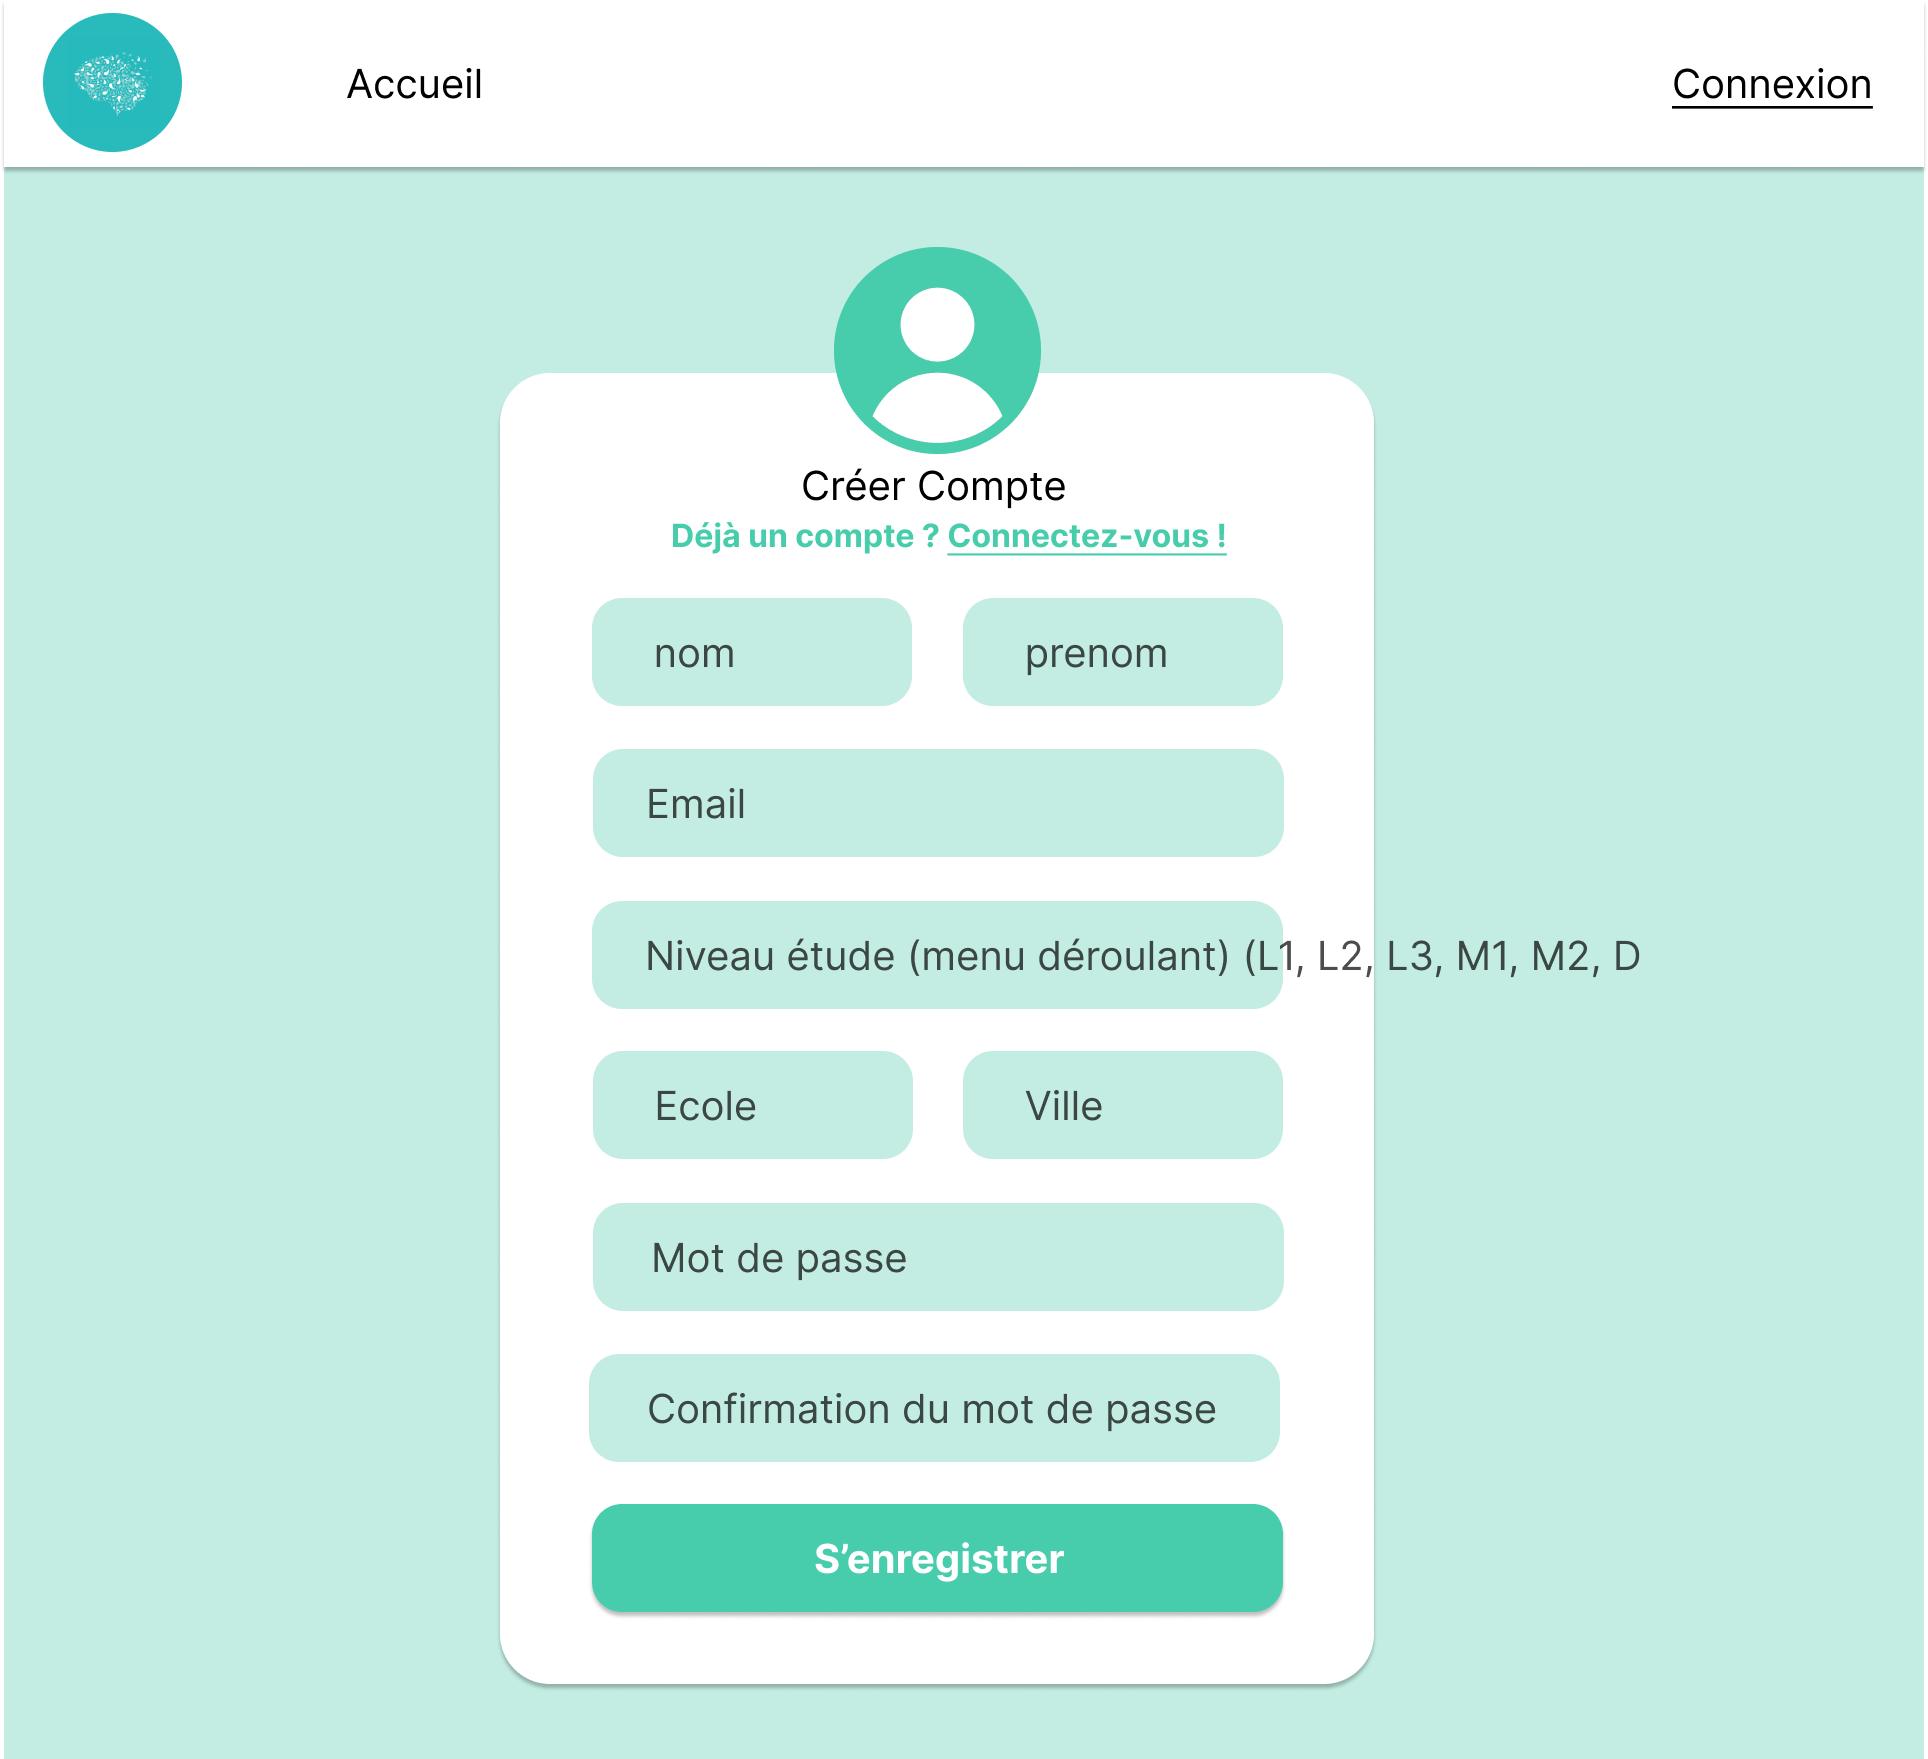 Accueil
Connexion
Créer Compte
Déjà un compte ? Connectez-vous !
nom
prenom
Email
Niveau étude (menu déroulant) (L1, L2, L3, M1, M2, D
Ecole
Ville
Mot de passe
Confirmation du mot de passe
S’enregistrer